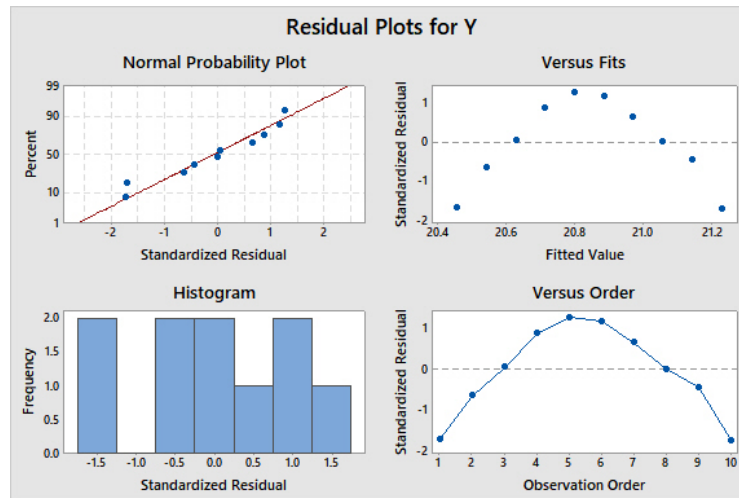 Residual Plots for Y
Normal Probability Plot
Percent
99
90
50
10
1
-2 -1 0 1 2
Standardized Residual
Versus Fits
Standardized Residual
1
0
-1
-2
20.4 20.6 20.8 21.0 21.2
Fitted Value
Histogram
Frequency
2.0
1.5
1.0
0.5
0.0
-1.5 -1.0 -0.5 0.0 0.5 1.0 1.5
Standardized Residual
Versus Order
Standardized Residual
1
0
-1
-2
1 2 3 4 5 6 7 8 9 10
Observation Order